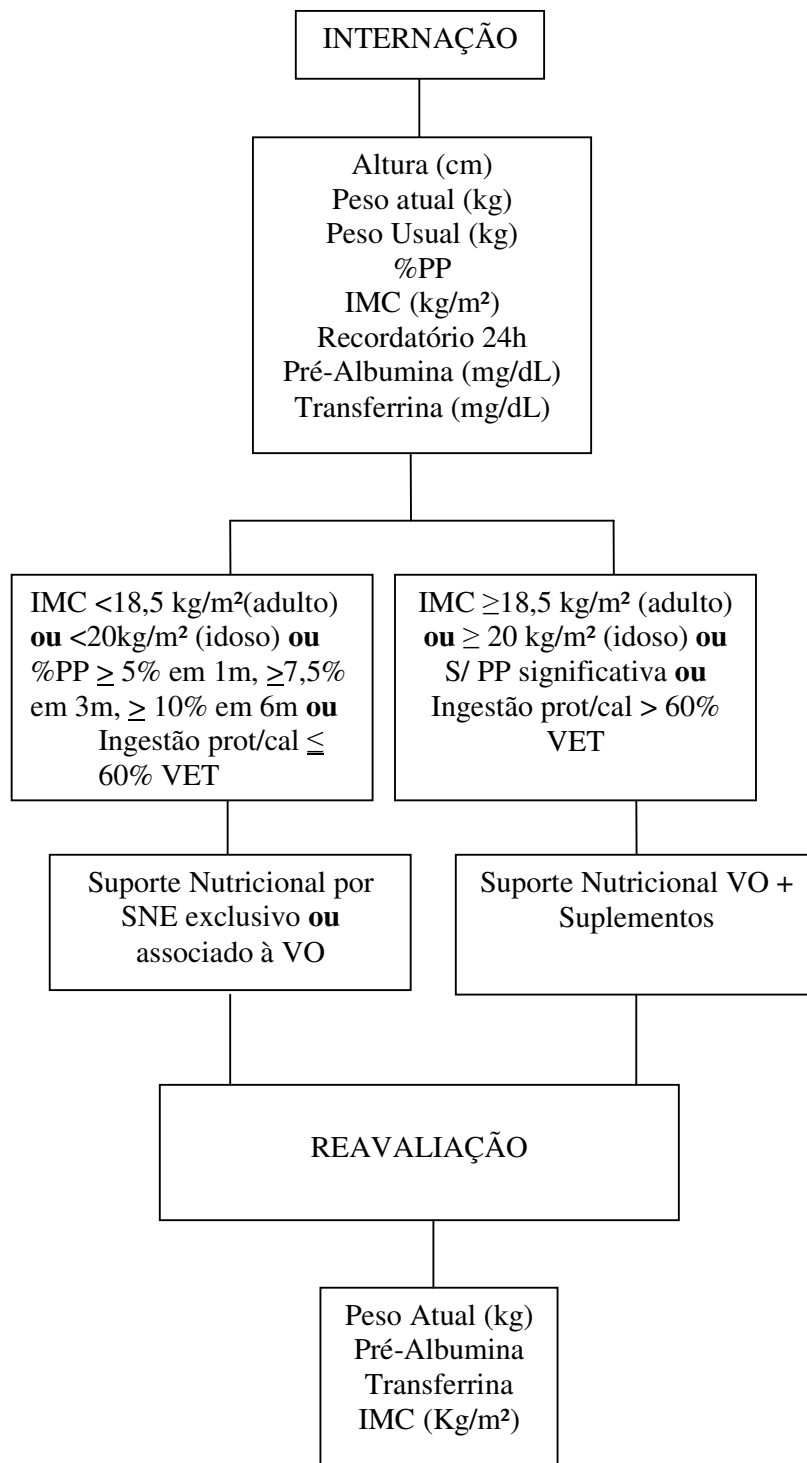 INTERNAÇÃO
Altura (cm)
Peso atual (kg)
Peso Usual (kg)
%PP
IMC (kg/m²)
Recordatório 24h
Pré-Albumina (mg/dL)
Transferrina (mg/dL)
IMC <18,5 kg/m²(adulto)
ou <20kg/m² (idoso) ou
%PP ≥ 5% em 1m, ≥7,5%
em 3m, ≥ 10% em 6m ou
Ingestão prot/cal ≤
60% VET
IMC ≥18,5 kg/m² (adulto)
ou ≥ 20 kg/m² (idoso) ou
S/ PP significativa ou
Ingestão prot/cal > 60%
VET
Suporte Nutricional por
SNE exclusivo ou
associado à VO
Suporte Nutricional VO +
Suplementos
REAVALIAÇÃO
Peso Atual (kg)
Pré-Albumina
Transferrina
IMC (Kg/m²)